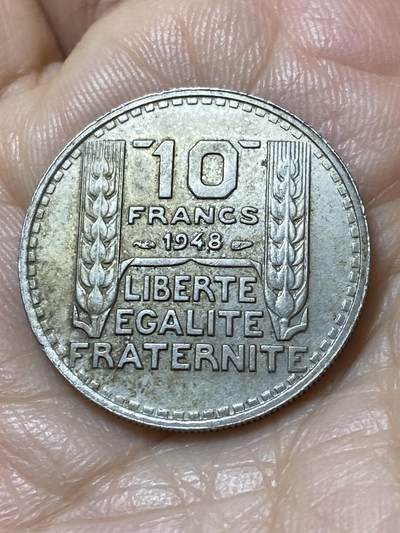 10
FRANCS
1948
LIBERTE
EGALITE
FRATERNITE